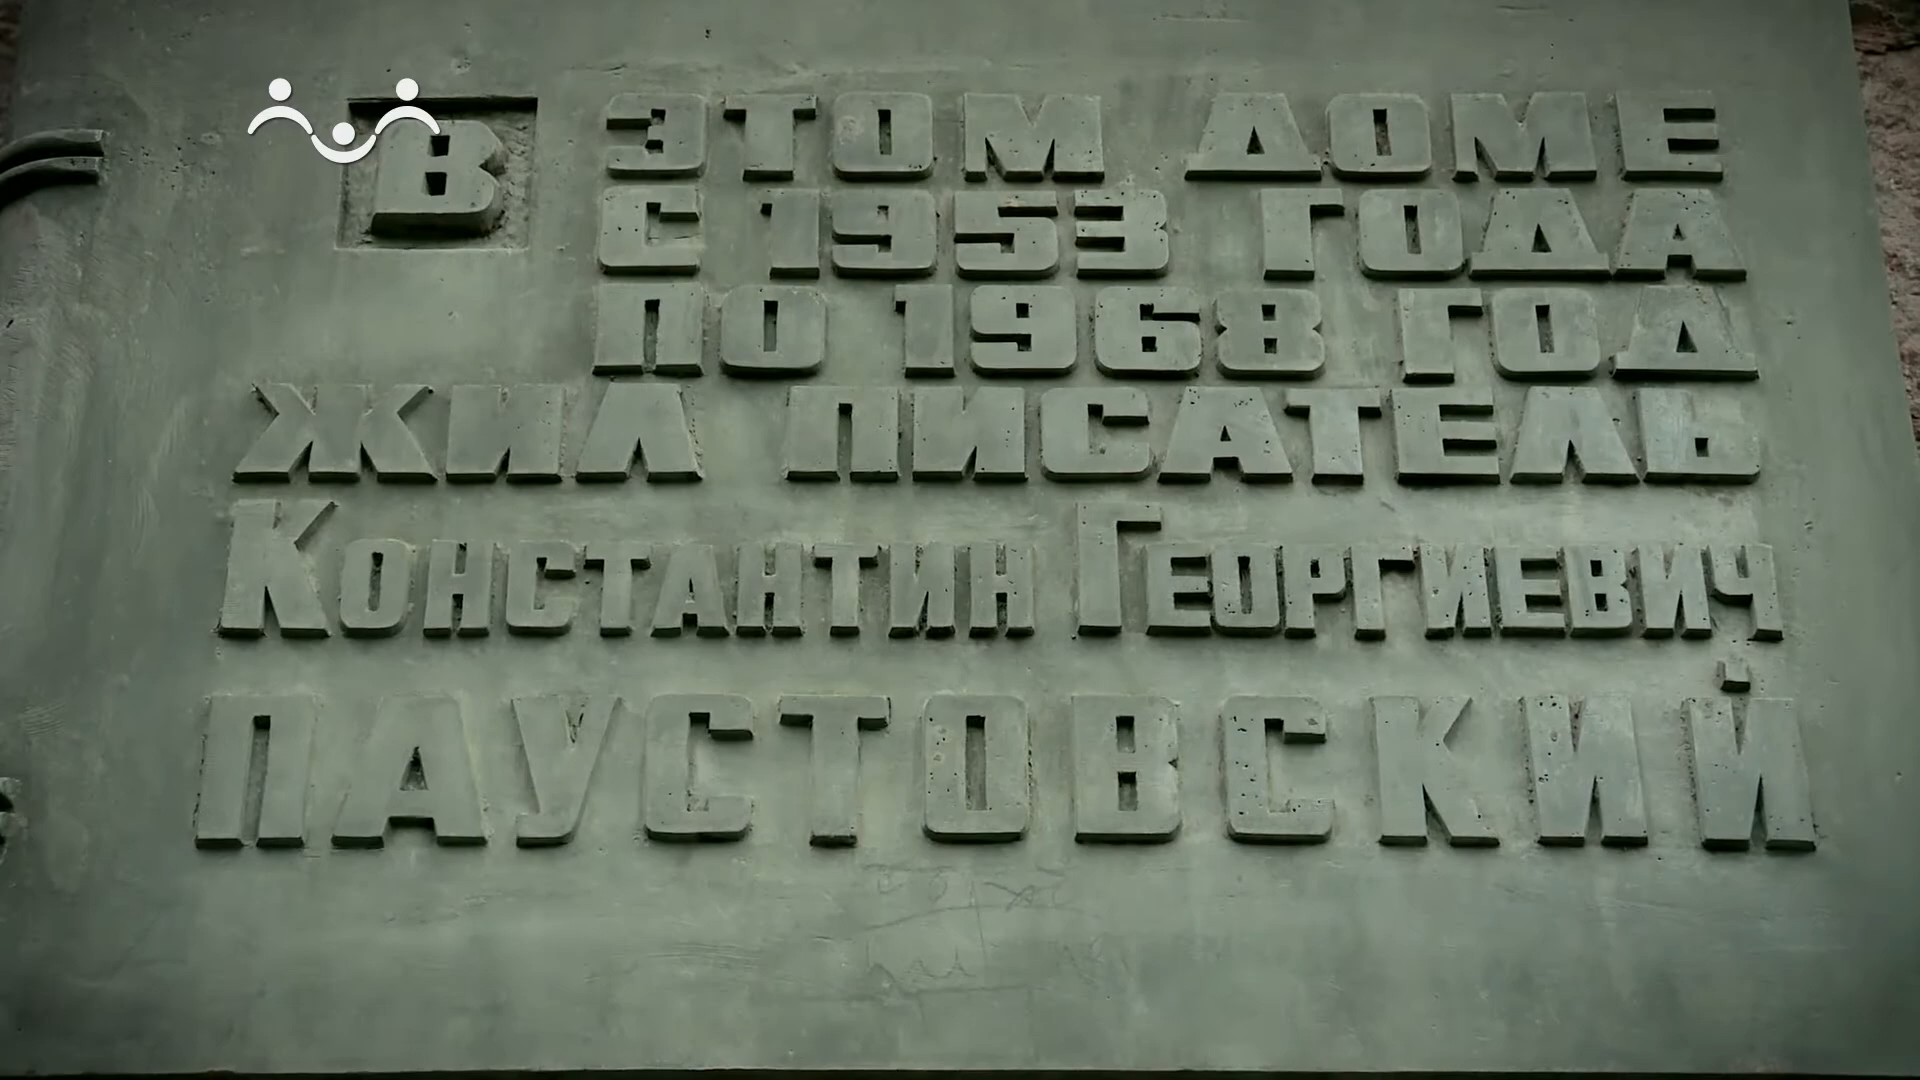 В ЭТОМ ДОМЕ
С 1953 ГОДА
ПО 1968 ГОД
ЖИЛ ПИСАТЕЛЬ
КОНСТАНТИН ГЕОРГИЕВИЧ
ПАУСТОВСКИЙ